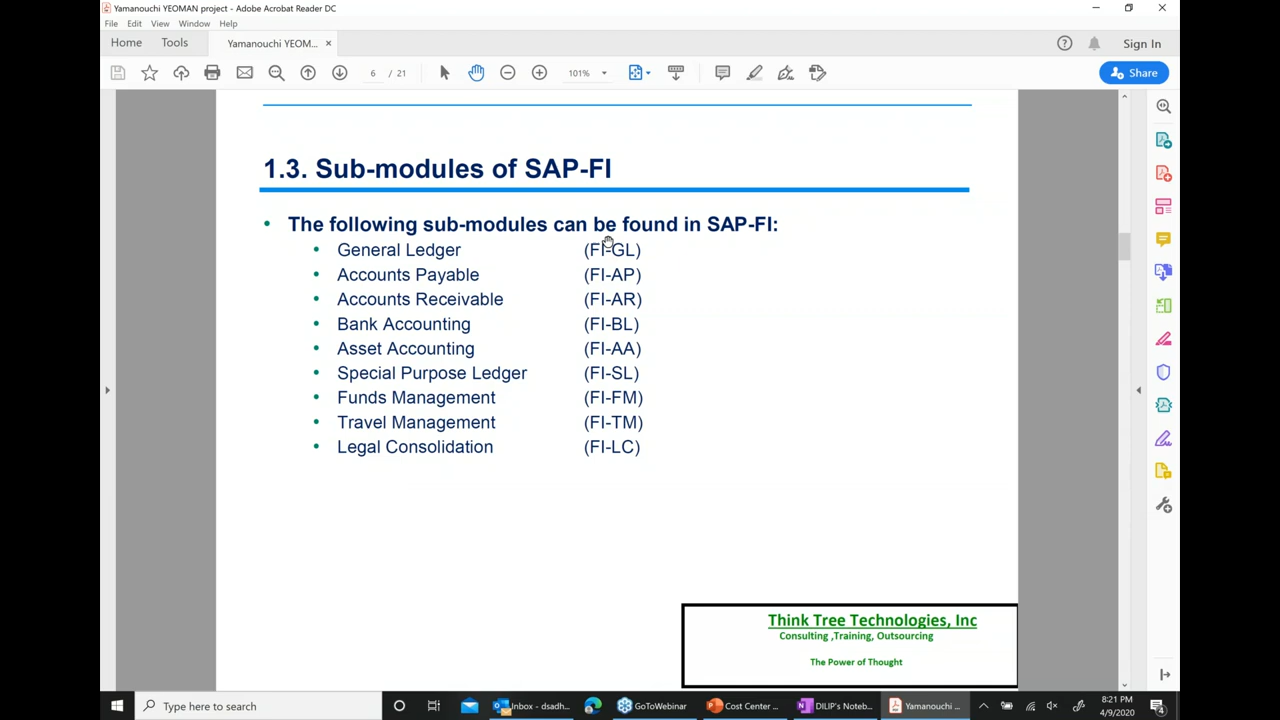 Yamanouchi YEOMAN project - Adobe Acrobat Reader DC
File Edit View Window Help
Home Tools Yamanouchi YEOM... × Sign In
6 / 21 101% Share
1.3. Sub-modules of SAP-FI
• The following sub-modules can be found in SAP-FI:
• General Ledger (FI-GL)
• Accounts Payable (FI-AP)
• Accounts Receivable (FI-AR)
• Bank Accounting (FI-BL)
• Asset Accounting (FI-AA)
• Special Purpose Ledger (FI-SL)
• Funds Management (FI-FM)
• Travel Management (FI-TM)
• Legal Consolidation (FI-LC)
Think Tree Technologies, Inc
Consulting ,Training, Outsourcing
The Power of Thought
Type here to search Inbox - dsadh... GoToWebinar Cost Center ... DILIP's Noteb... Yamanouchi ... 8:21 PM
4/9/2020 4